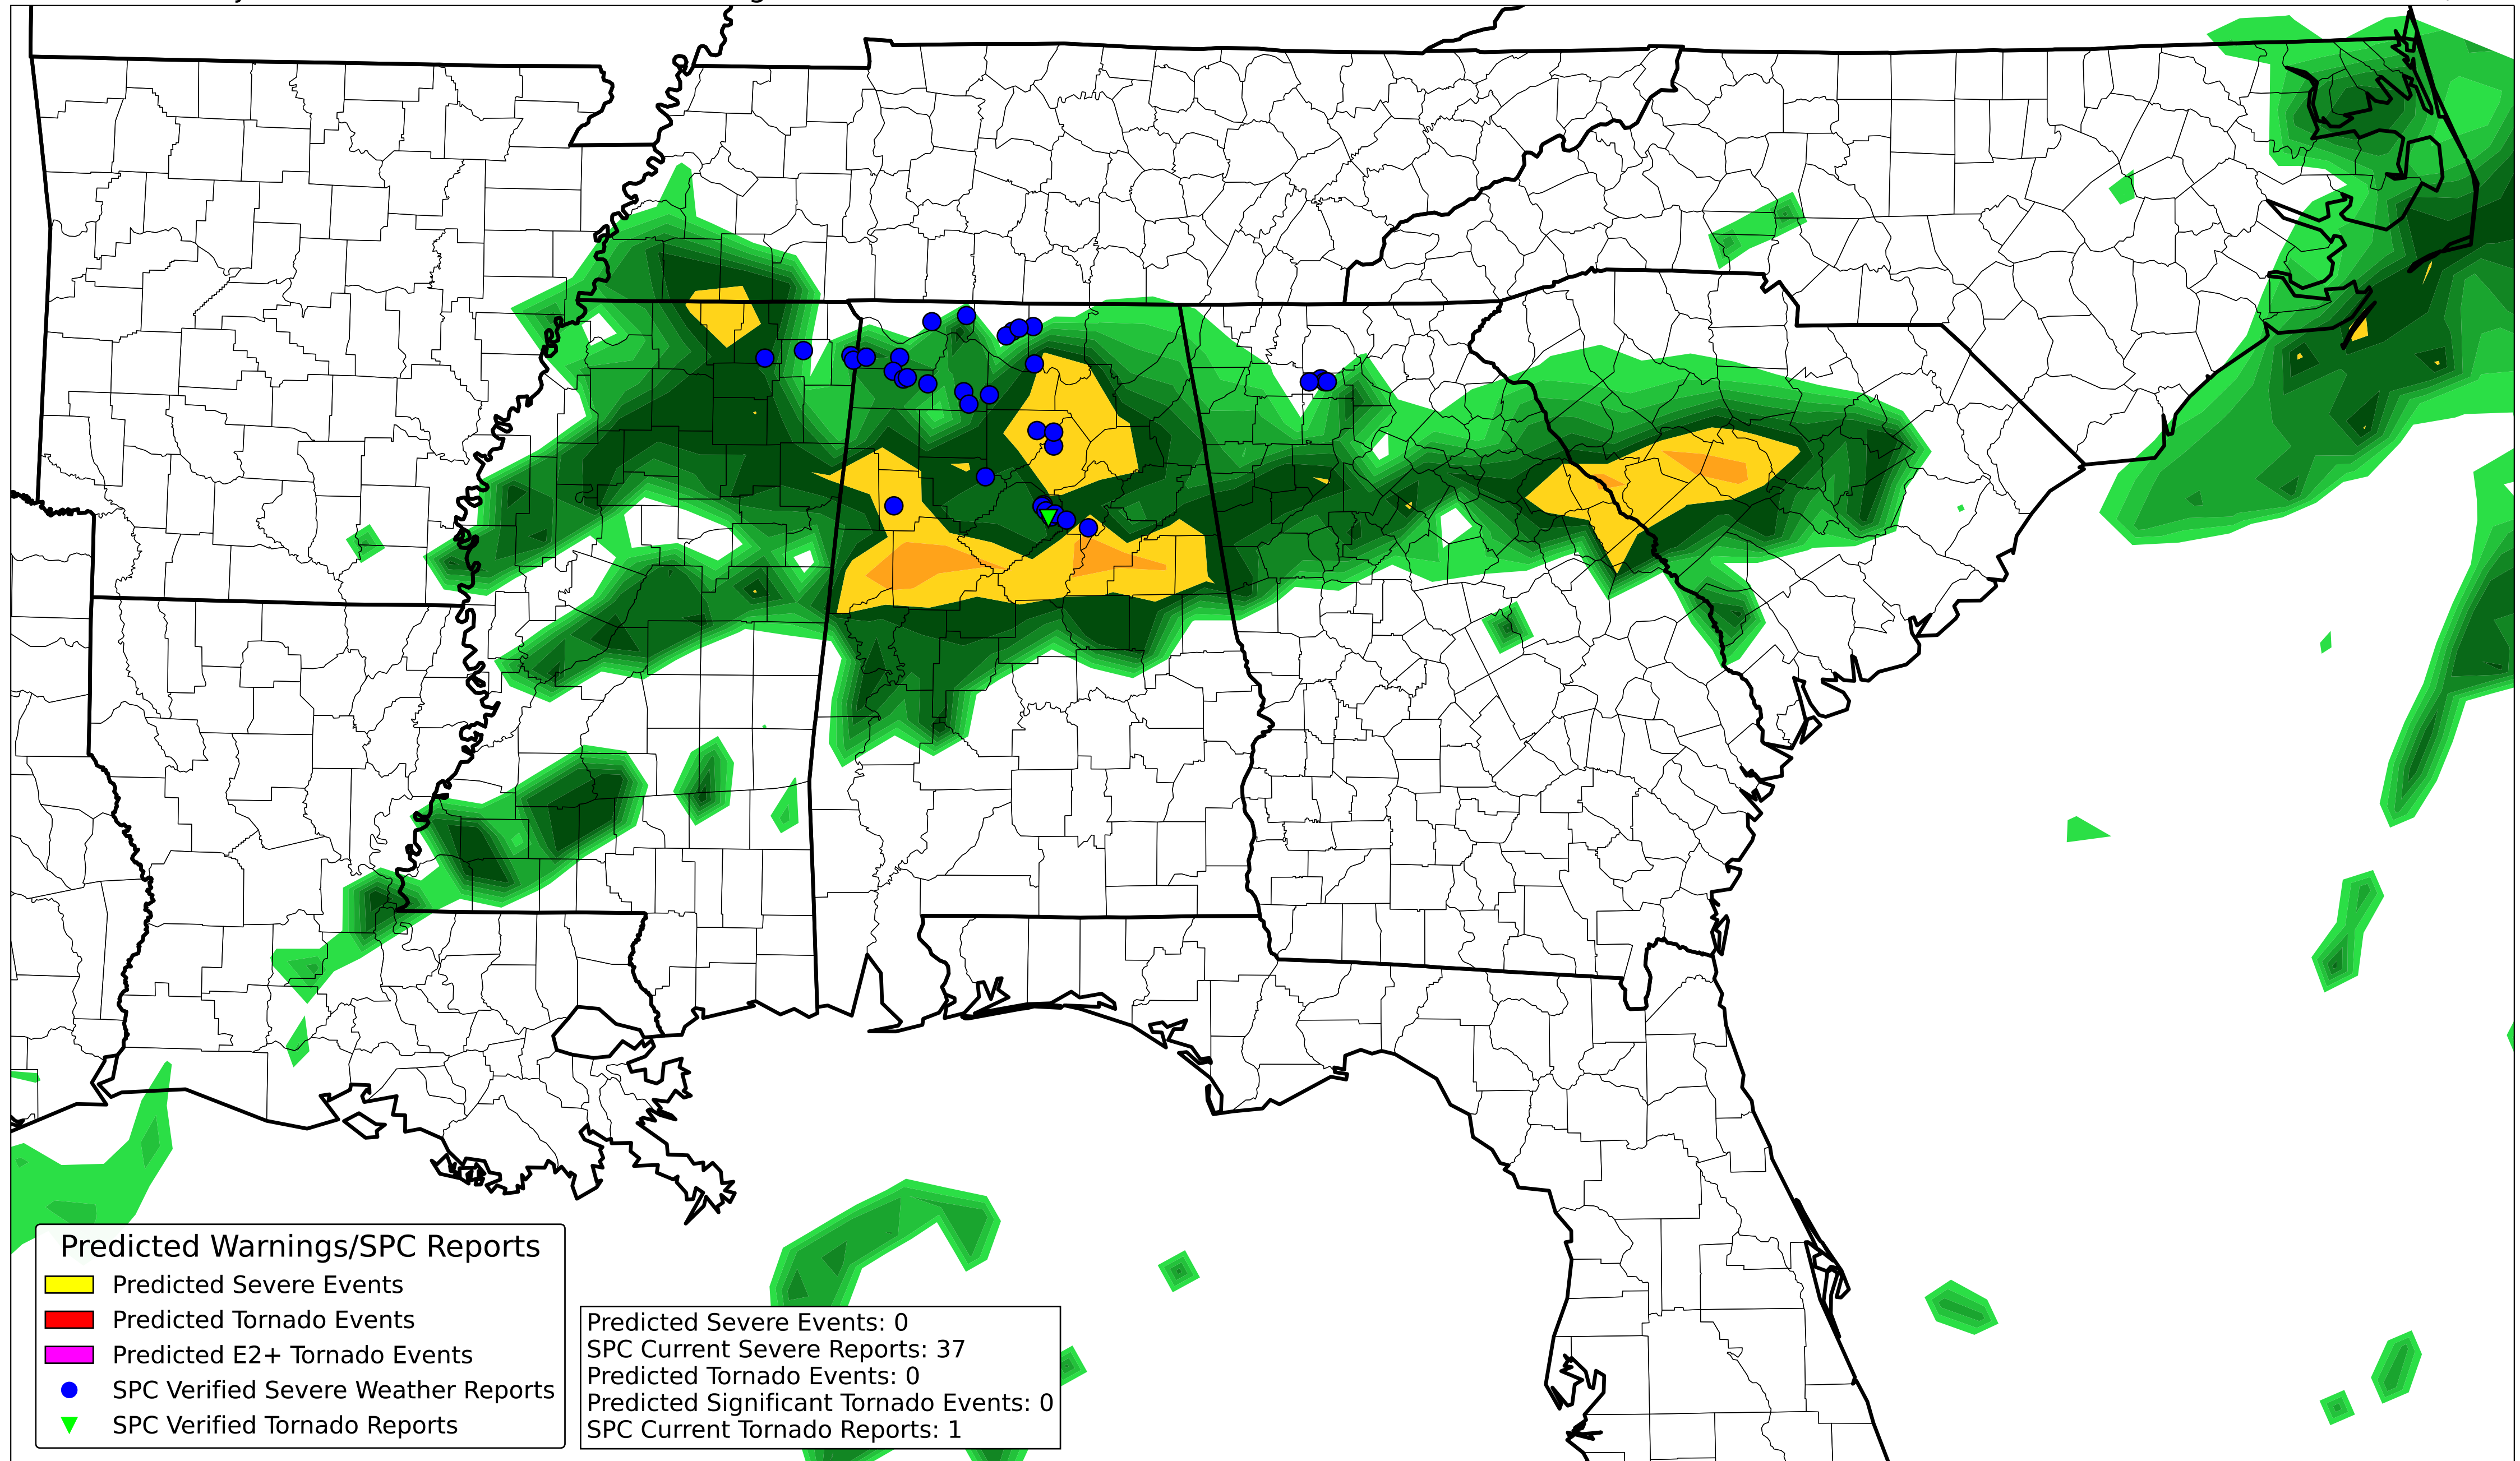 Predicted Warnings/SPC Reports
Predicted Severe Events
Predicted Tornado Events
Predicted E2+ Tornado Events
SPC Verified Severe Weather Reports
SPC Verified Tornado Reports
Predicted Severe Events: 0
SPC Current Severe Reports: 37
Predicted Tornado Events: 0
Predicted Significant Tornado Events: 0
SPC Current Tornado Reports: 1